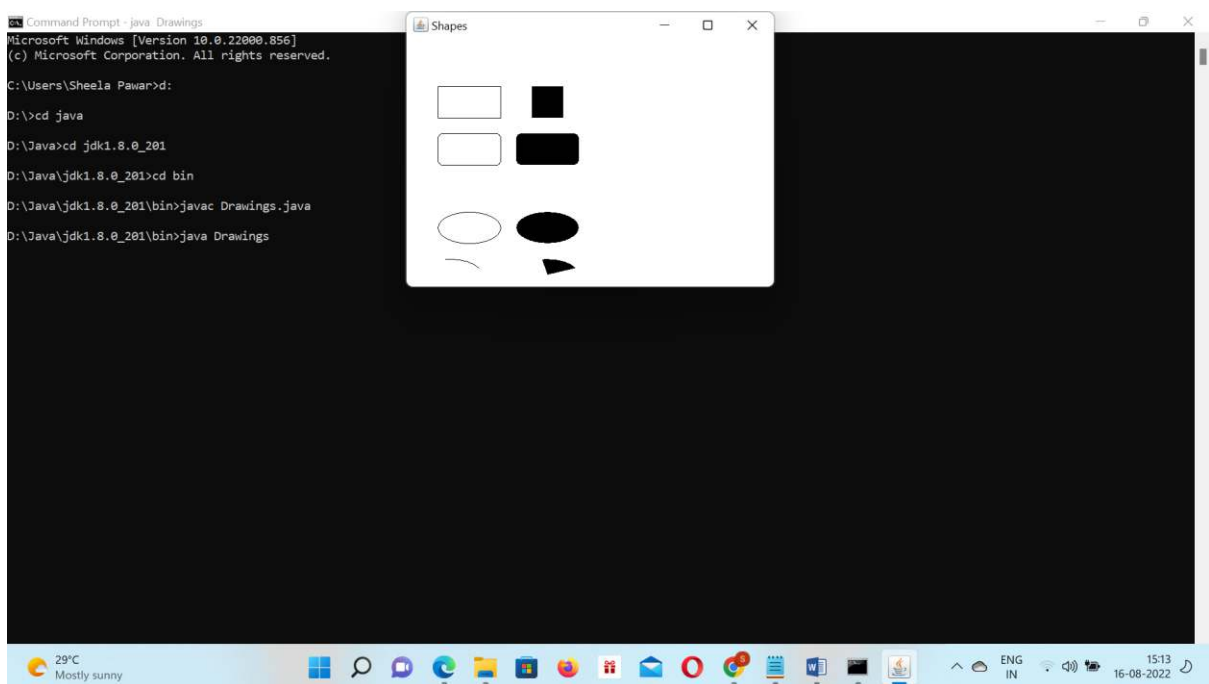 Command Prompt - java Drawings
Microsoft Windows [Version 10.0.22000.856]
(c) Microsoft Corporation. All rights reserved.
C:\Users\Sheela Pawar>d:
D:\>cd java
D:\Java>cd jdk1.8.0_201
D:\Java\jdk1.8.0_201>cd bin
D:\Java\jdk1.8.0_201\bin>javac Drawings.java
D:\Java\jdk1.8.0_201\bin>java Drawings
Shapes
29°C
Mostly sunny
ENG
IN
15:13
16-08-2022